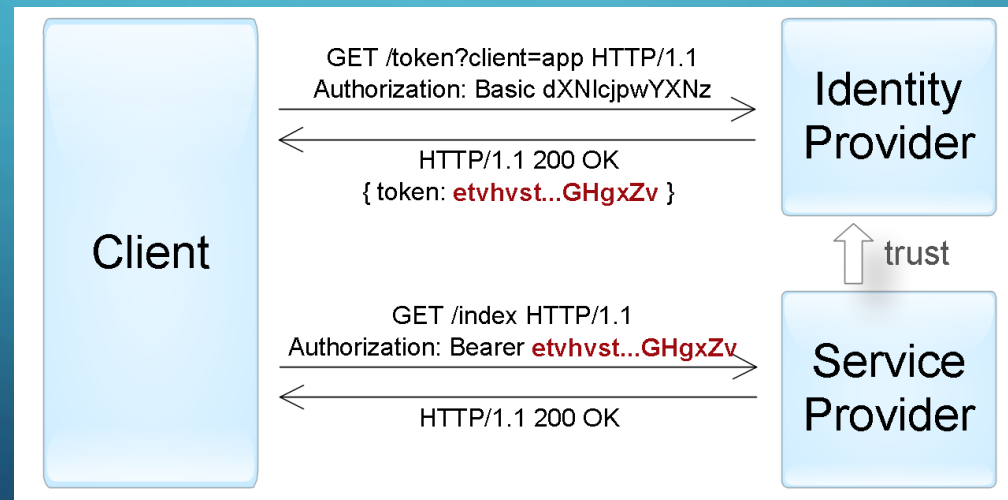 GET /token?client=app HTTP/1.1
Authorization: Basic dXNlcjpwYXNz
HTTP/1.1 200 OK
{ token: etvhvst...GHgxZv }
Identity
Provider
Client
trust
GET /index HTTP/1.1
Authorization: Bearer etvhvst...GHgxZv
HTTP/1.1 200 OK
Service
Provider